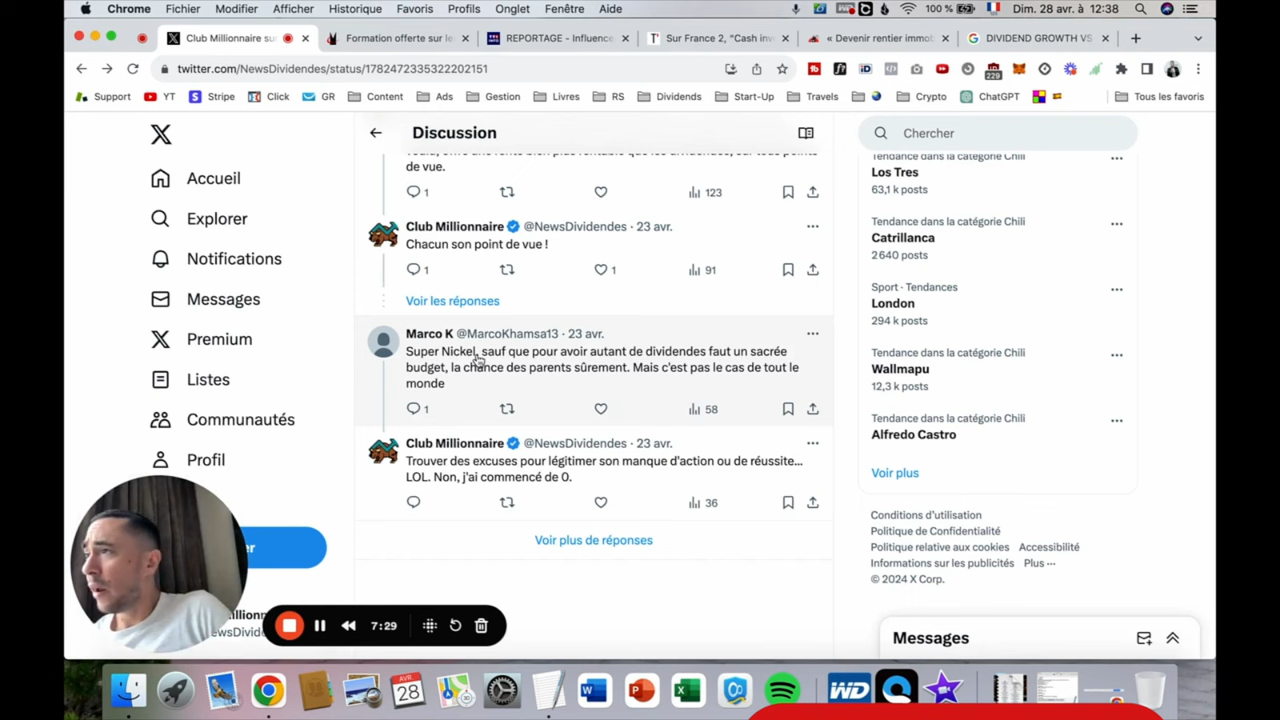 Chrome Fichier Modifier Afficher Historique Favoris Profils Onglet Fenêtre Aide
100 % Dim. 28 avr. à 12:38
Club Millionnaire su
Formation offerte sur le
REPORTAGE - Influence
Sur France 2, "Cash inv
« Devenir rentier immob
DIVIDEND GROWTH VS
twitter.com/NewsDividendes/status/1782472335322202151
229
Support YT Stripe Click GR Content Ads Gestion Livres RS Dividends Start-Up Travels Crypto ChatGPT Tous les favoris
Accueil
Explorer
Notifications
Messages
Premium
Listes
Communautés
Profil
er
illionn
ewsDivide
Discussion
de vue.
1 123
Club Millionnaire @NewsDividendes · 23 avr.
Chacun son point de vue !
1 1 91
Voir les réponses
Marco K @MarcoKhamsa13 · 23 avr.
Super Nickel, sauf que pour avoir autant de dividendes faut un sacré
budget, la chance des parents sûrement. Mais c'est pas le cas de tout le
monde
1 58
Club Millionnaire @NewsDividendes · 23 avr.
Trouver des excuses pour légitimer son manque d'action ou de réussite...
LOL. Non, j'ai commencé de 0.
36
Voir plus de réponses
7:29
Chercher
Tendance dans la catégorie Chili
Los Tres
63,1 k posts
Tendance dans la catégorie Chili
Catrillanca
2 640 posts
Sport · Tendances
London
294 k posts
Tendance dans la catégorie Chili
Wallmapu
12,3 k posts
Tendance dans la catégorie Chili
Alfredo Castro
Voir plus
Conditions d'utilisation
Politique de Confidentialité
Politique relative aux cookies Accessibilité
Informations sur les publicités Plus ···
© 2024 X Corp.
Messages
AVR.
28
W P X WD